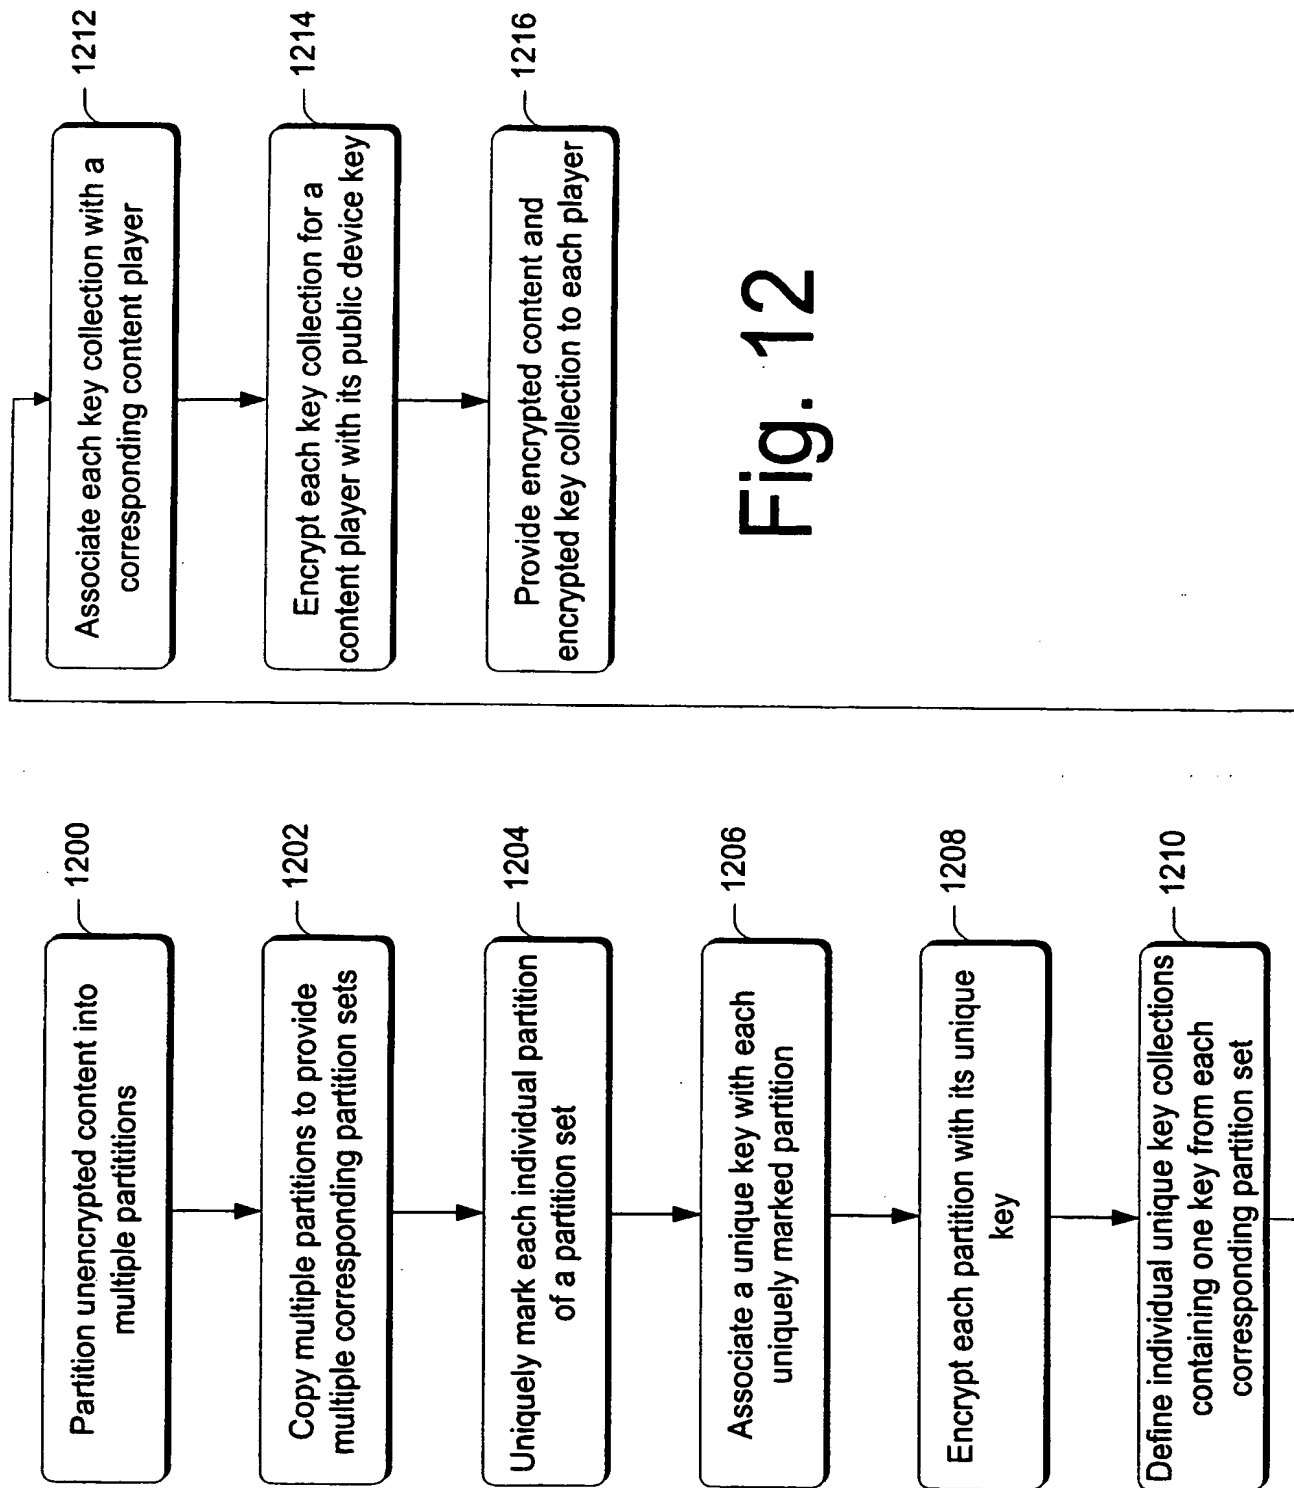 Partition unencrypted content into
multiple partititions
1200
Copy multiple partitions to provide
multiple corresponding partition sets
1202
Uniquely mark each individual partition
of a partition set
1204
Associate a unique key with each
uniquely marked partition
1206
Encrypt each partition with its unique
key
1208
Define individual unique key collections
containing one key from each
corresponding partition set
1210
Associate each key collection with a
corresponding content player
1212
Encrypt each key collection for a
content player with its public device key
1214
Provide encrypted content and
encrypted key collection to each player
1216
Fig. 12